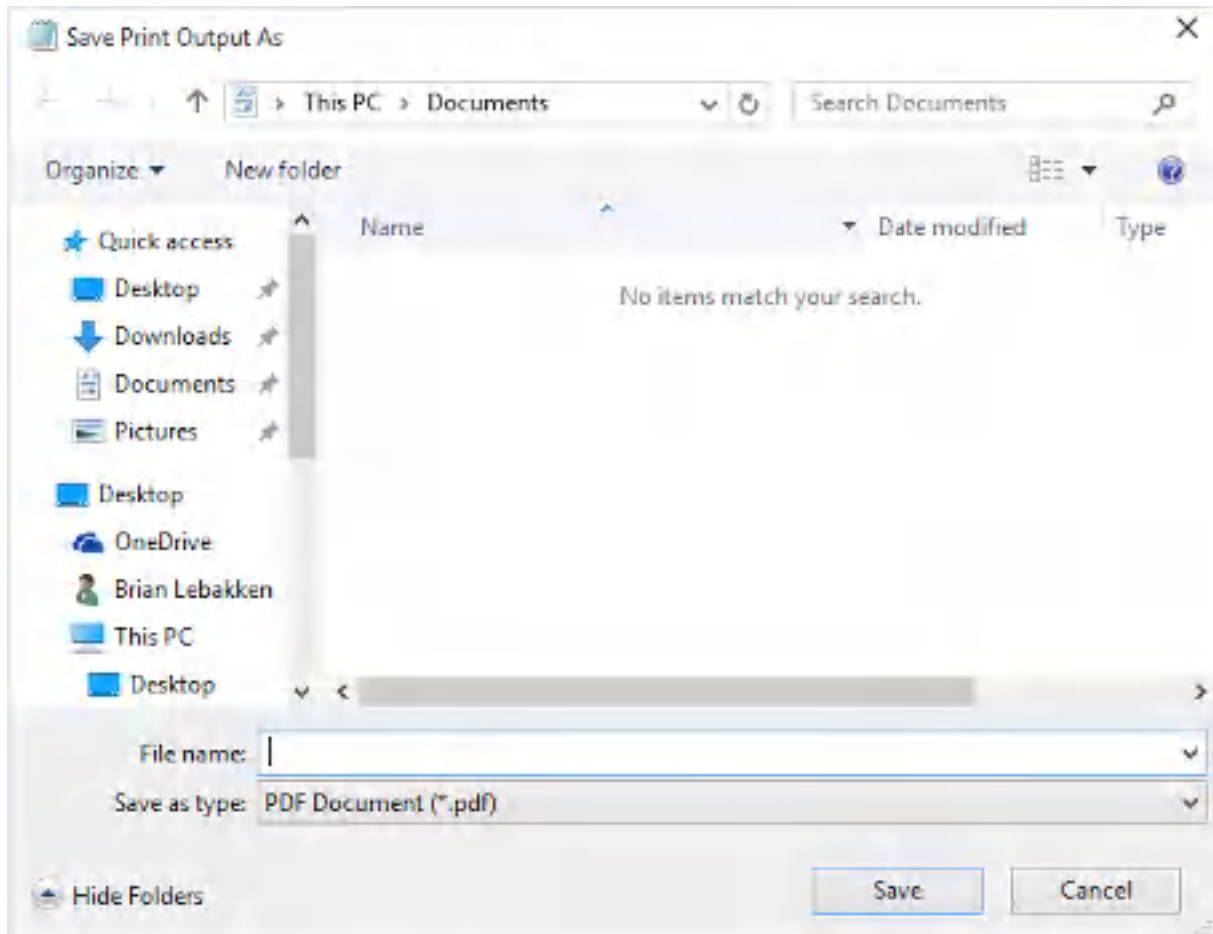 Save Print Output As
This PC > Documents
Search Documents
Organize
New folder
Name
Date modified
Type
No items match your search.
Quick access
Desktop
Downloads
Documents
Pictures
Desktop
OneDrive
Brian Lebakken
This PC
Desktop
File name:
Save as type: PDF Document (*.pdf)
Hide Folders
Save
Cancel